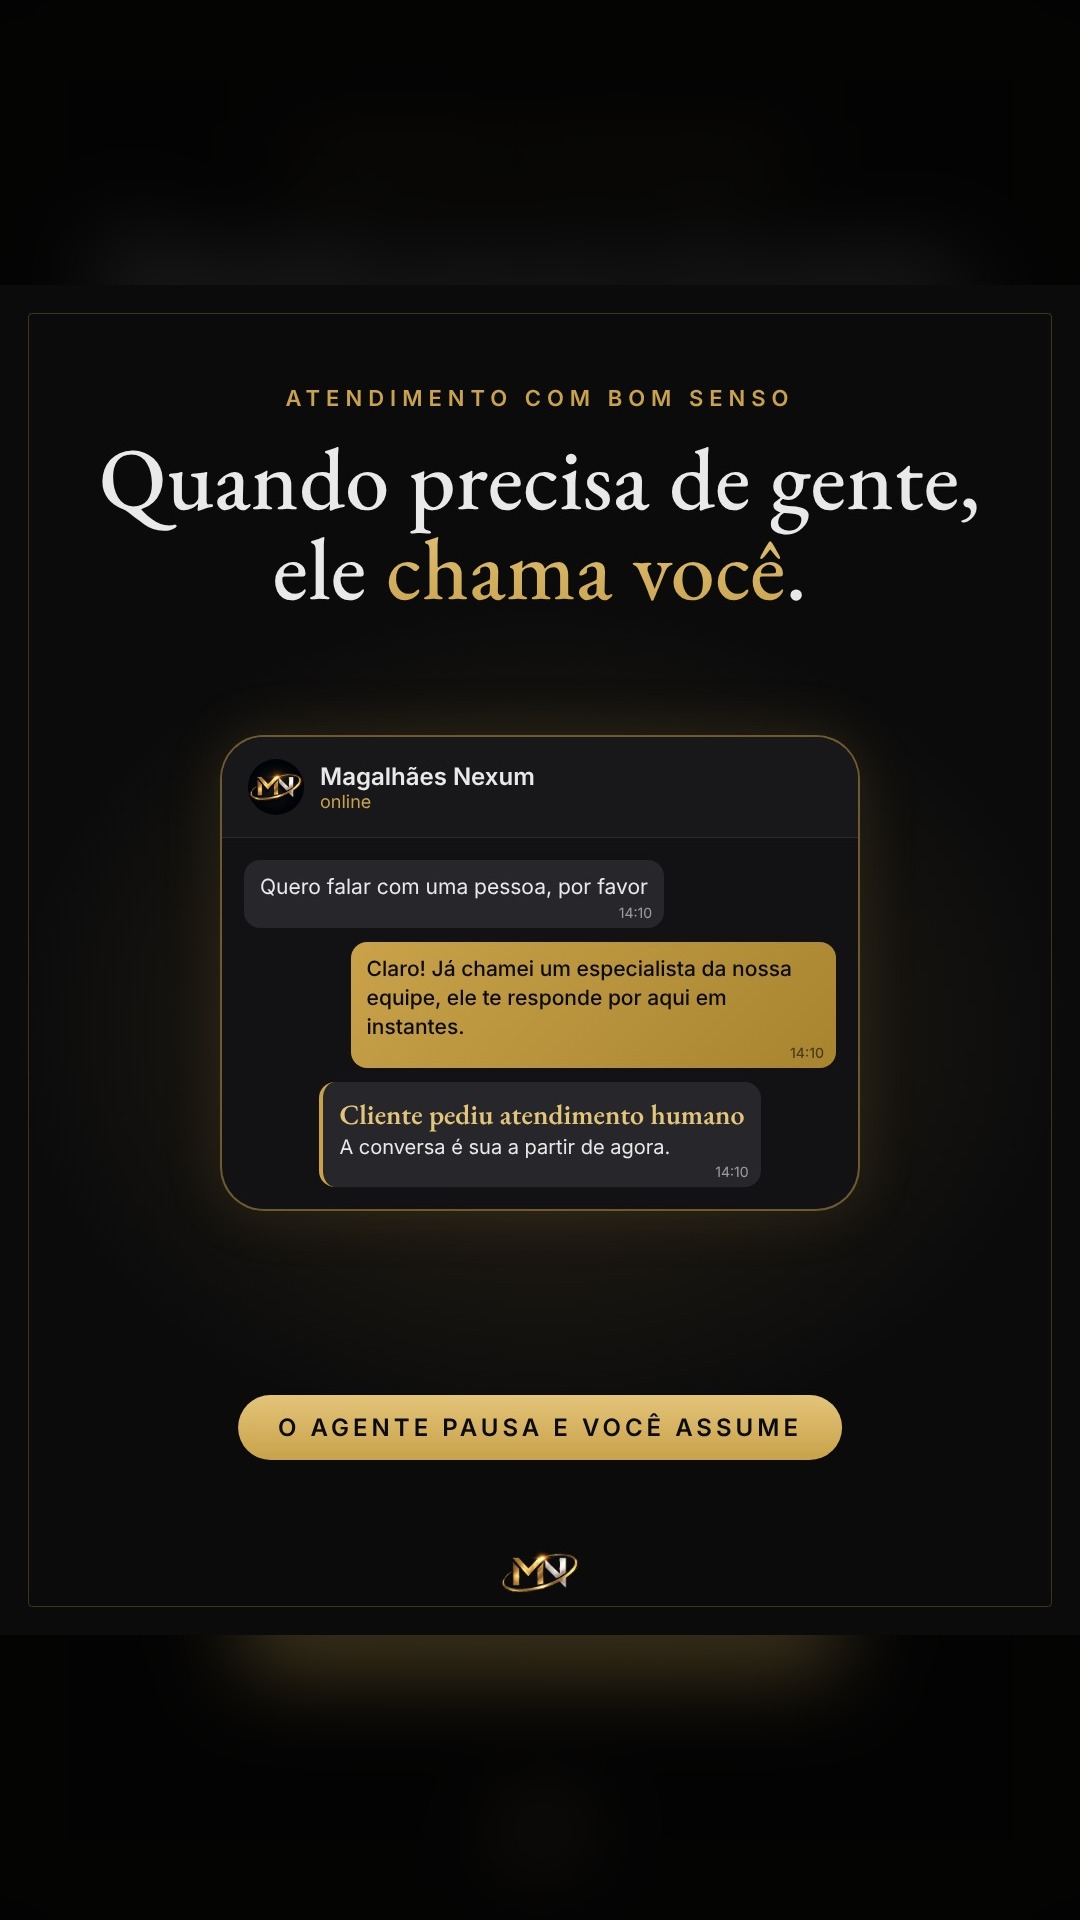 ATENDIMENTO COM BOM SENSO
Quando precisa de gente,
ele chama você.
MN
Magalhães Nexum
online
Quero falar com uma pessoa, por favor
14:10
Claro! Já chamei um especialista da nossa
equipe, ele te responde por aqui em
instantes.
14:10
Cliente pediu atendimento humano
A conversa é sua a partir de agora.
14:10
O AGENTE PAUSA E VOCÊ ASSUME
MN